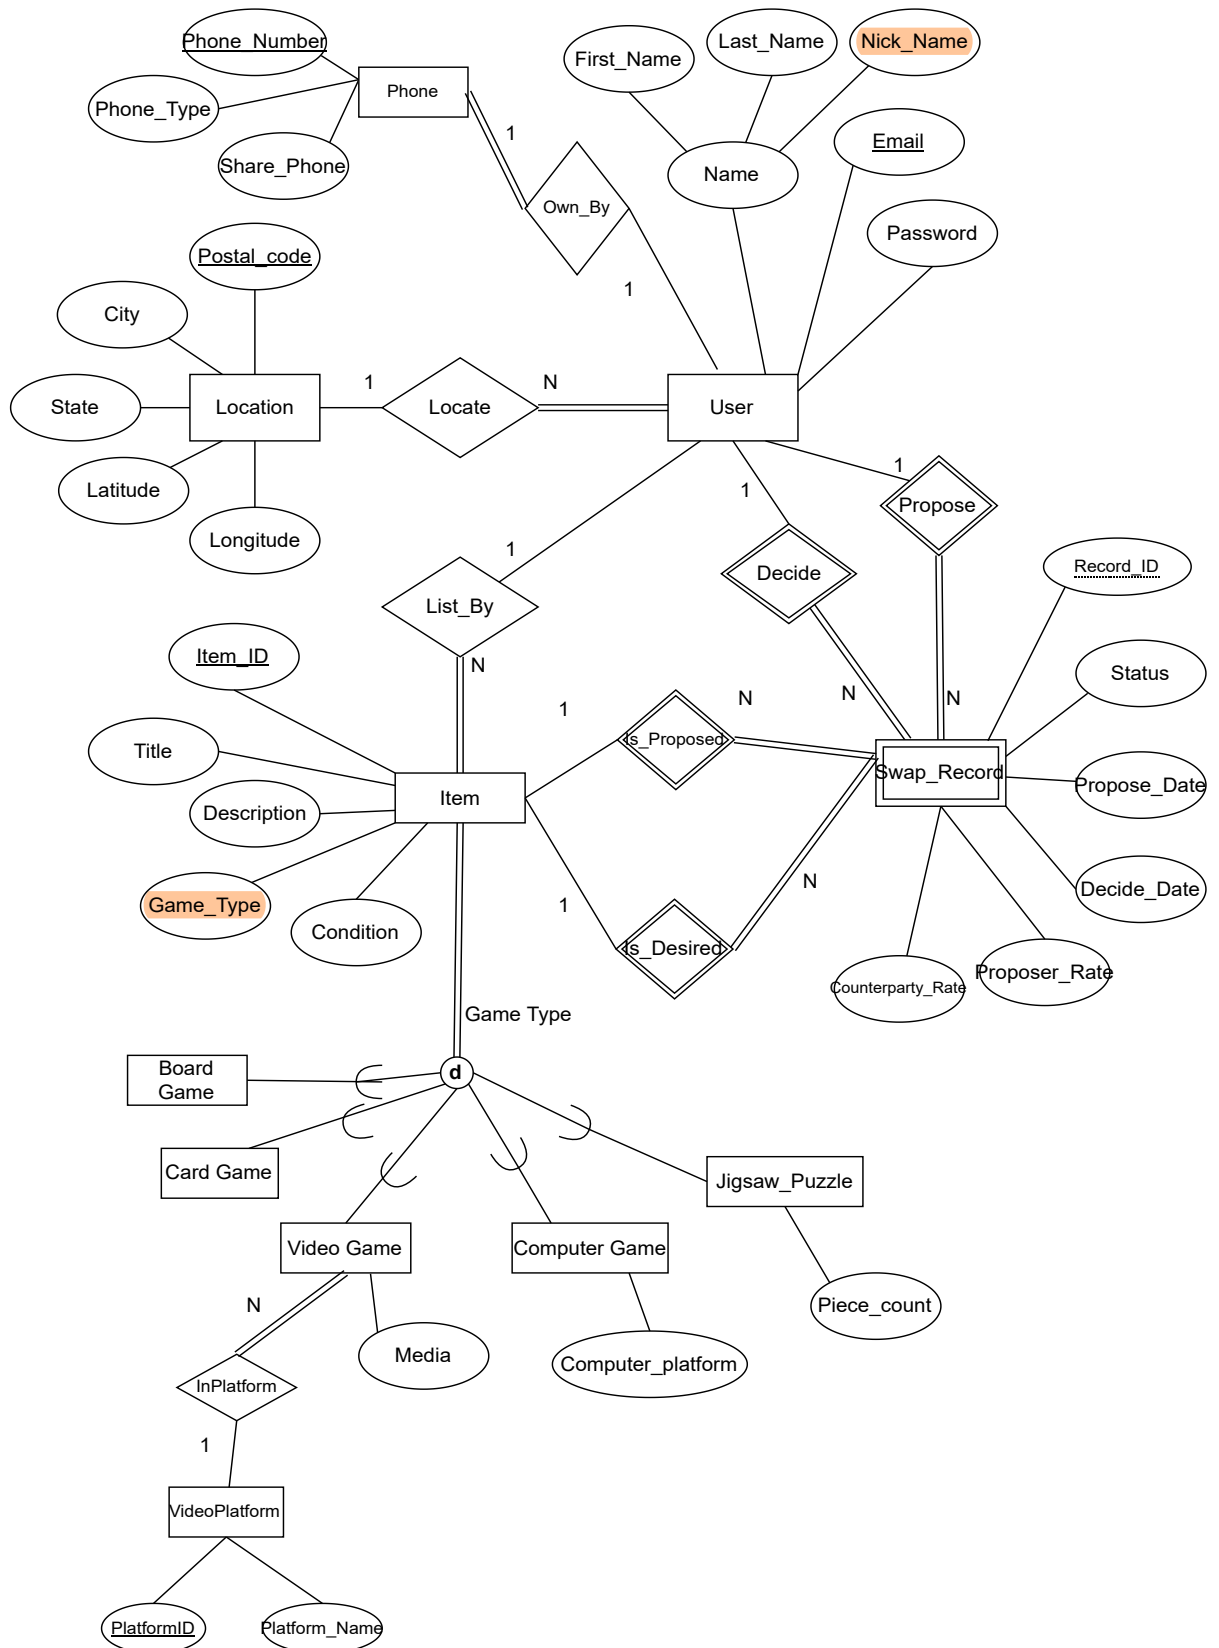 Phone_Number
Phone_Type
Share_Phone
Phone
1
Own_By
1
First_Name
Last_Name
Nick_Name
Name
Email
Password
Postal_code
City
State
Latitude
Longitude
Location
1
Locate
N
User
1
List_By
N
1
Decide
N
1
Propose
N
Record_ID
Status
Propose_Date
Decide_Date
Proposer_Rate
Counterparty_Rate
Swap_Record
Item_ID
Title
Description
Game_Type
Condition
Item
1
Is_Proposed
N
1
Is_Desired
N
Game Type
d
Board
Game
Card Game
Video Game
Computer Game
Jigsaw_Puzzle
Piece_count
Computer_platform
Media
N
InPlatform
1
VideoPlatform
PlatformID
Platform_Name